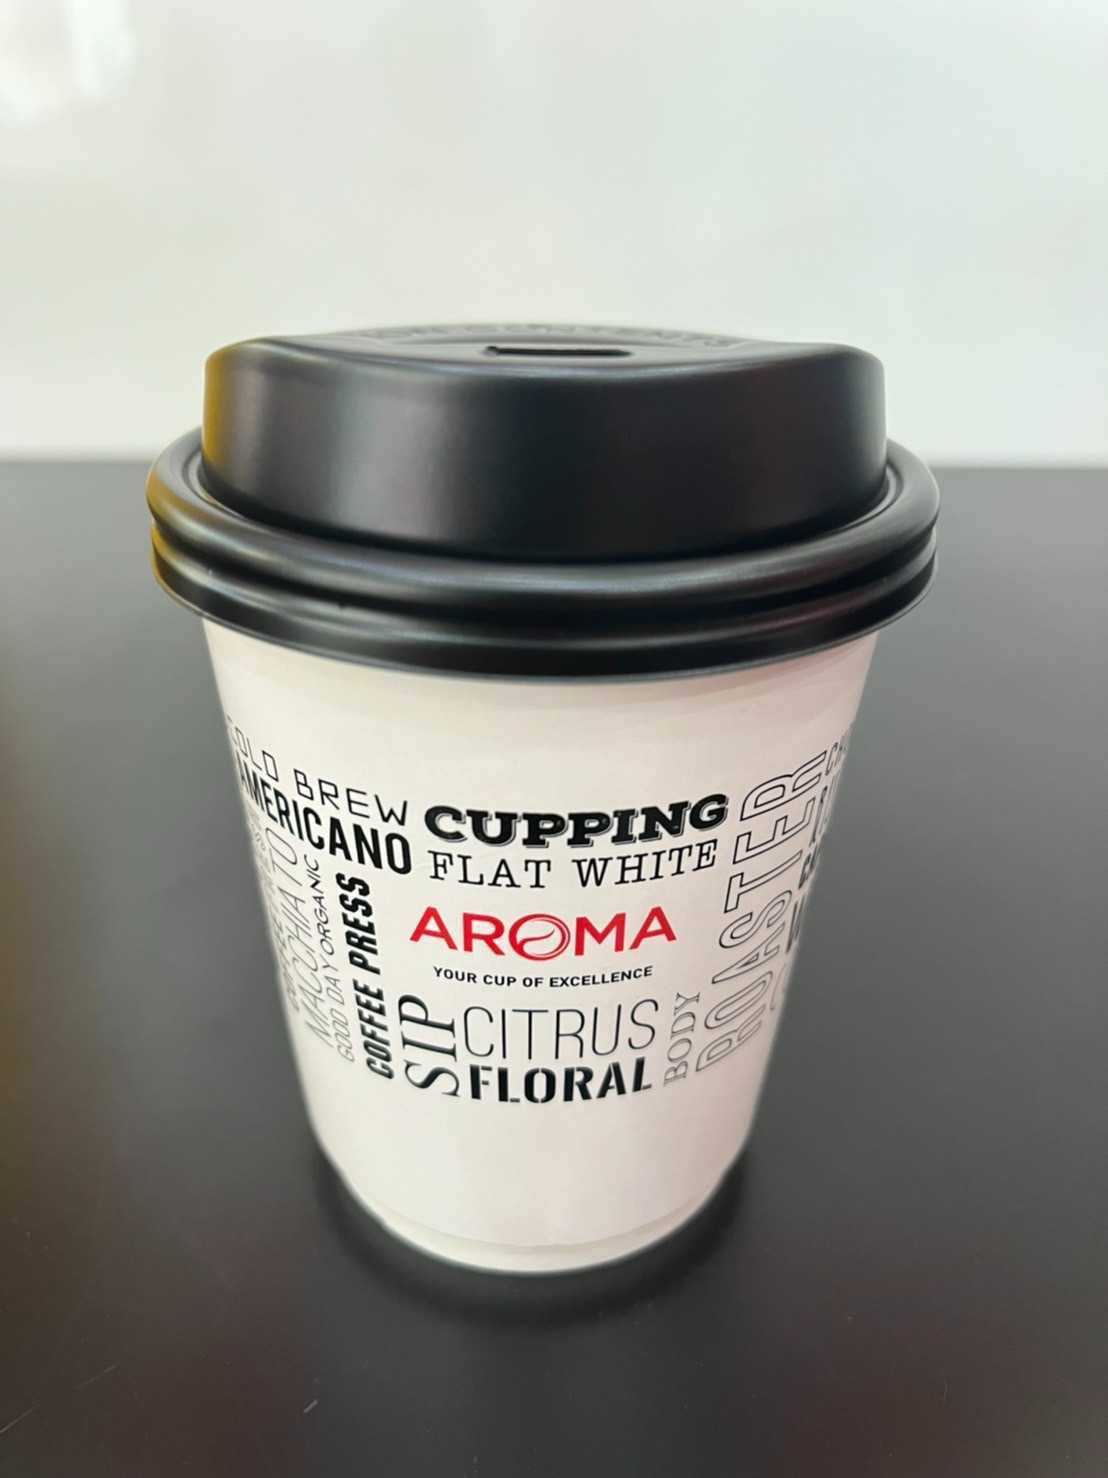 COLD BREW
AMERICANO
MACCHIATO
GOOD DAY ORGANIC
COFFEE PRESS
CUPPING
FLAT WHITE
AROMA
YOUR CUP OF EXCELLENCE
SIP
CITRUS
FLORAL
BODY
ROASTER